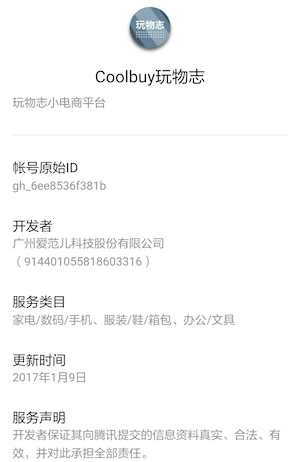 玩物志
Coolbuy玩物志
玩物志小电商平台
帐号原始ID
gh_6ee8536f381b
开发者
广州爱范儿科技股份有限公司
（914401055818603316）
服务类目
家电/数码/手机、服装/鞋/箱包、办公/文具
更新时间
2017年1月9日
服务声明
开发者保证其向腾讯提交的信息资料真实、合法、有
效，并对此承担全部责任。